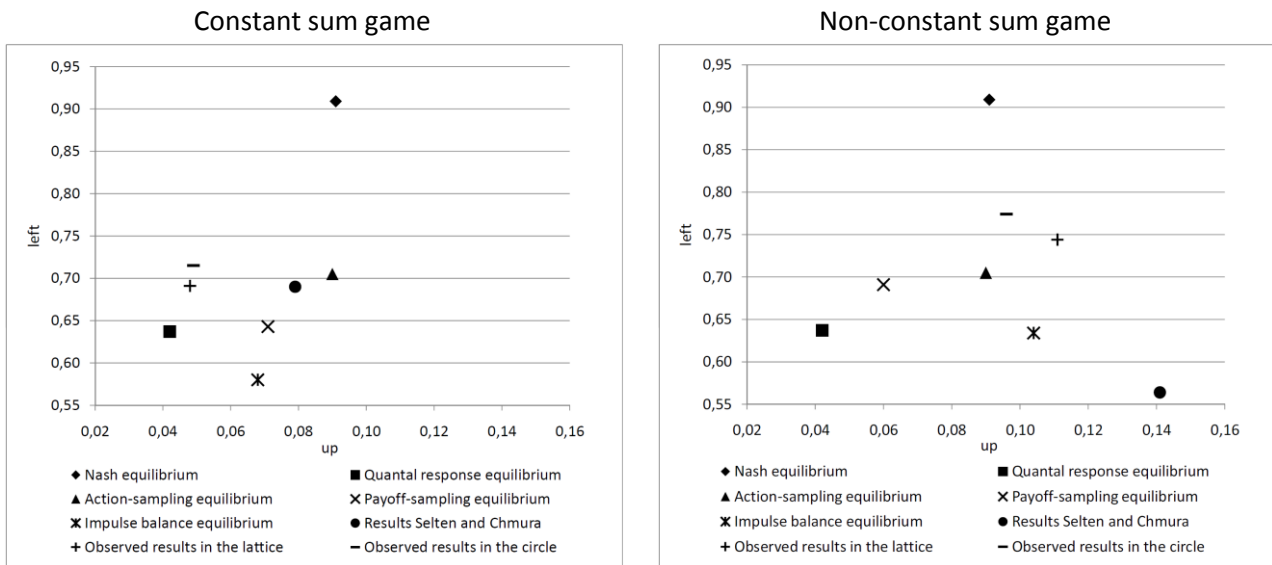 Constant sum game
0,95
0,90
0,85
0,80
0,75
0,70
0,65
0,60
0,55
left
0,02 0,04 0,06 0,08 0,10 0,12 0,14 0,16
up
Nash equilibrium Quantal response equilibrium
Action-sampling equilibrium Payoff-sampling equilibrium
Impulse balance equilibrium Results Selten and Chmura
Observed results in the lattice Observed results in the circle
Non-constant sum game
0,95
0,90
0,85
0,80
0,75
0,70
0,65
0,60
0,55
left
0,02 0,04 0,06 0,08 0,10 0,12 0,14 0,16
up
Nash equilibrium Quantal response equilibrium
Action-sampling equilibrium Payoff-sampling equilibrium
Impulse balance equilibrium Results Selten and Chmura
Observed results in the lattice Observed results in the circle